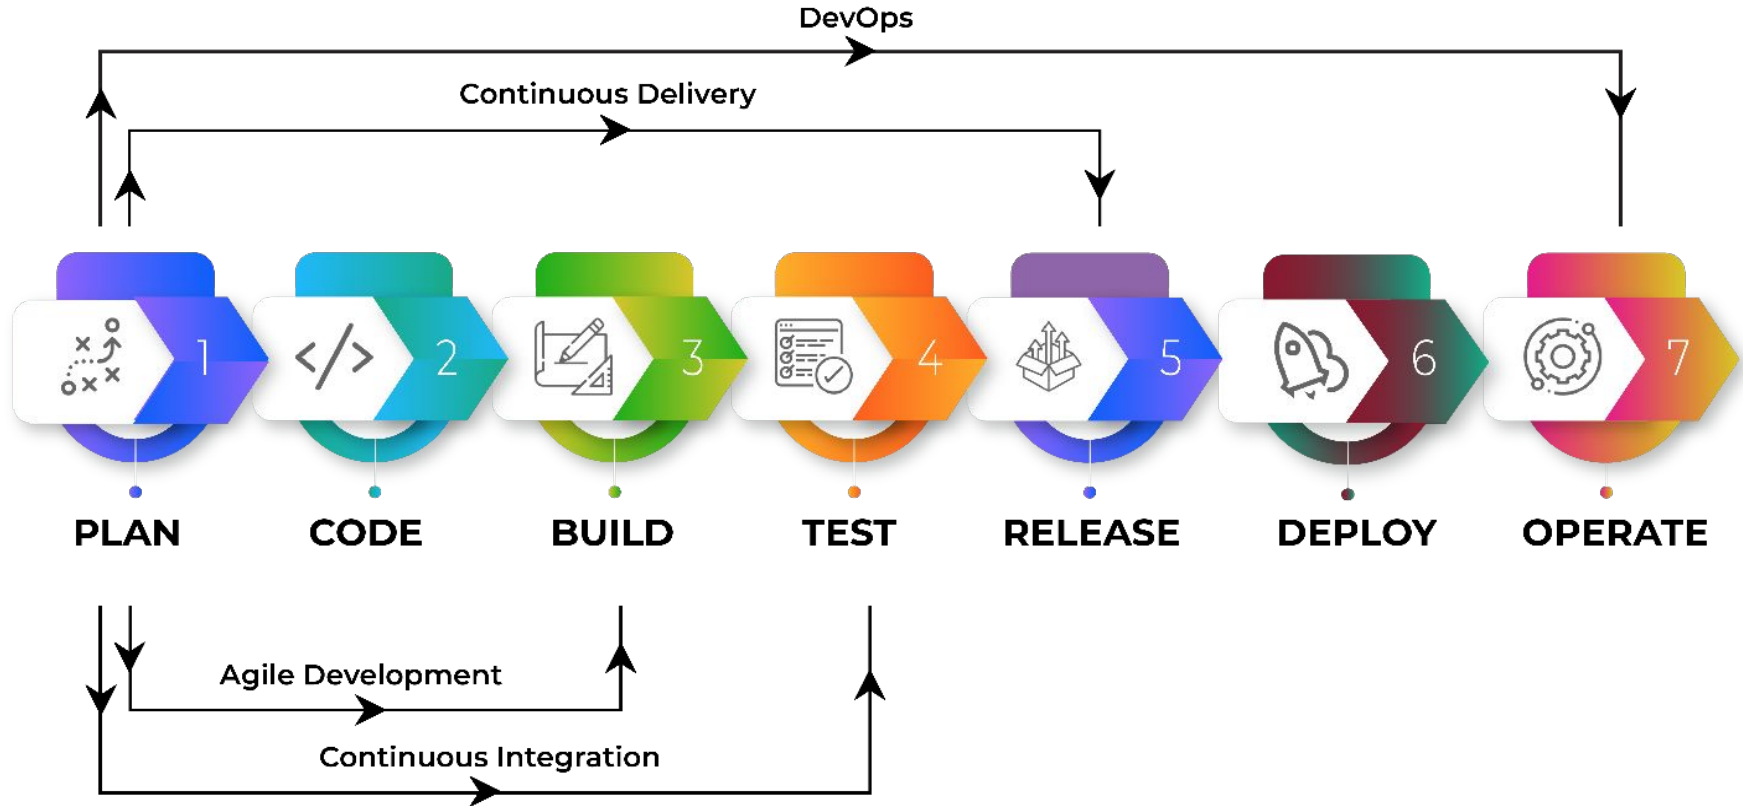 DevOps
Continuous Delivery
1
2
3
4
5
6
7
PLAN
CODE
BUILD
TEST
RELEASE
DEPLOY
OPERATE
Agile Development
Continuous Integration